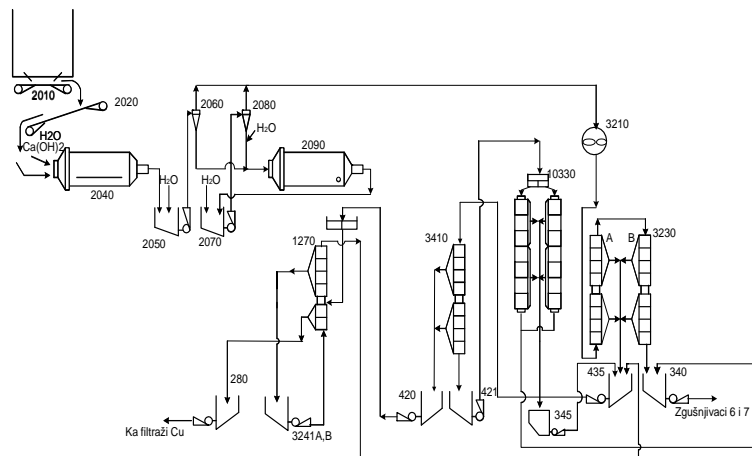 2010
2020
H2O
Ca(OH)2
2040
H2O
2050
2060
2080
H2O
2090
H2O
2070
3210
10330
1270
3410
A
B
3230
280
3241A,B
420
421
345
435
340
Ka filtraži Cu
Zgušnjivaci 6 i 7